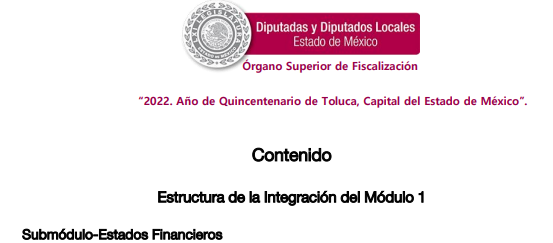 Diputadas y Diputados Locales
Estado de México
Órgano Superior de Fiscalización
“2022. Año de Quincentenario de Toluca, Capital del Estado de México”.
Contenido
Estructura de la Integración del Módulo 1
Submódulo-Estados Financieros